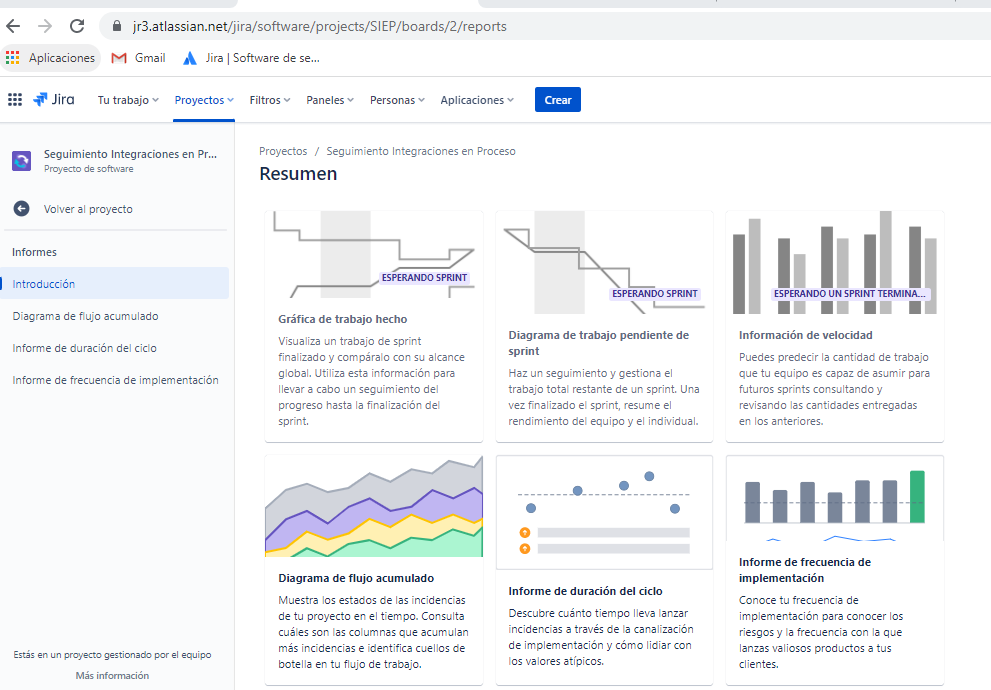 jr3.atlassian.net/jira/software/projects/SIEP/boards/2/reports
Aplicaciones
Gmail
Jira | Software de se...
Jira
Tu trabajo
Proyectos
Filtros
Paneles
Personas
Aplicaciones
Crear
Seguimiento Integraciones en Pr...
Proyecto de software
Volver al proyecto
Informes
Introducción
Diagrama de flujo acumulado
Informe de duración del ciclo
Informe de frecuencia de implementación
Estás en un proyecto gestionado por el equipo
Más información
Proyectos / Seguimiento Integraciones en Proceso
Resumen
ESPERANDO SPRINT
Gráfica de trabajo hecho
Visualiza un trabajo de sprint
finalizado y compáralo con su alcance
global. Utiliza esta información para
llevar a cabo un seguimiento del
progreso hasta la finalización del
sprint.
ESPERANDO SPRINT
Diagrama de trabajo pendiente de
sprint
Haz un seguimiento y gestiona el
trabajo total restante de un sprint. Una
vez finalizado el sprint, resume el
rendimiento del equipo y el individual.
ESPERANDO UN SPRINT TERMINA...
Información de velocidad
Puedes predecir la cantidad de trabajo
que tu equipo es capaz de asumir para
futuros sprints consultando y
revisando las cantidades entregadas
en los anteriores.
Diagrama de flujo acumulado
Muestra los estados de las incidencias
de tu proyecto en el tiempo. Consulta
cuáles son las columnas que acumulan
más incidencias e identifica cuellos de
botella en tu flujo de trabajo.
Informe de duración del ciclo
Descubre cuánto tiempo lleva lanzar
incidencias a través de la canalización
de implementación y cómo lidiar con
los valores atípicos.
Informe de frecuencia de
implementación
Conoce tu frecuencia de
implementación para conocer los
riesgos y la frecuencia con la que
lanzas valiosos productos a tus
clientes.